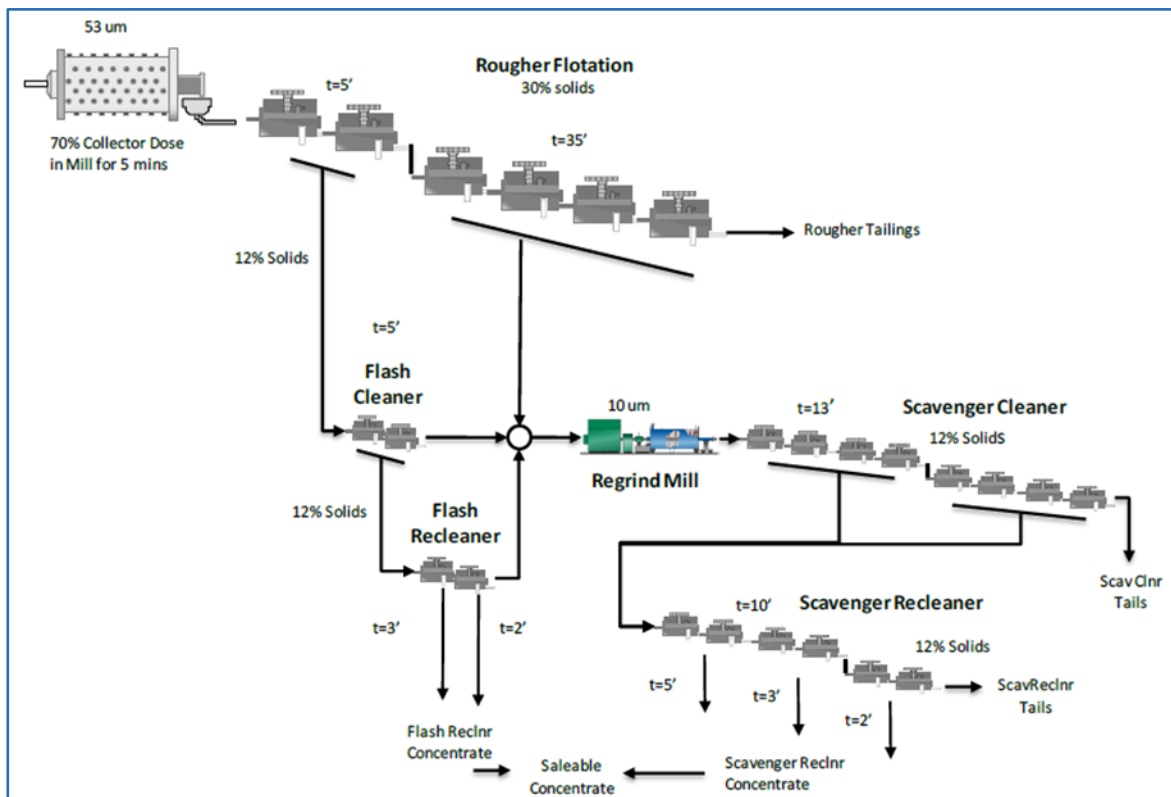 53 um
70% Collector Dose
in Mill for 5 mins
t=5’
Rougher Flotation
30% solids
t=35’
Rougher Tailings
12% Solids
t=5’
Flash
Cleaner
10 um
Regrind Mill
t=13’
Scavenger Cleaner
12% Solids
12% Solids
Flash
Recleaner
t=3’
t=2’
Flash Reclnr
Concentrate
Saleable
Concentrate
t=10’
Scavenger Recleaner
12% Solids
t=5’
t=3’
t=2’
Scavenger Reclnr
Concentrate
ScavReclnr
Tails
ScavClnr
Tails